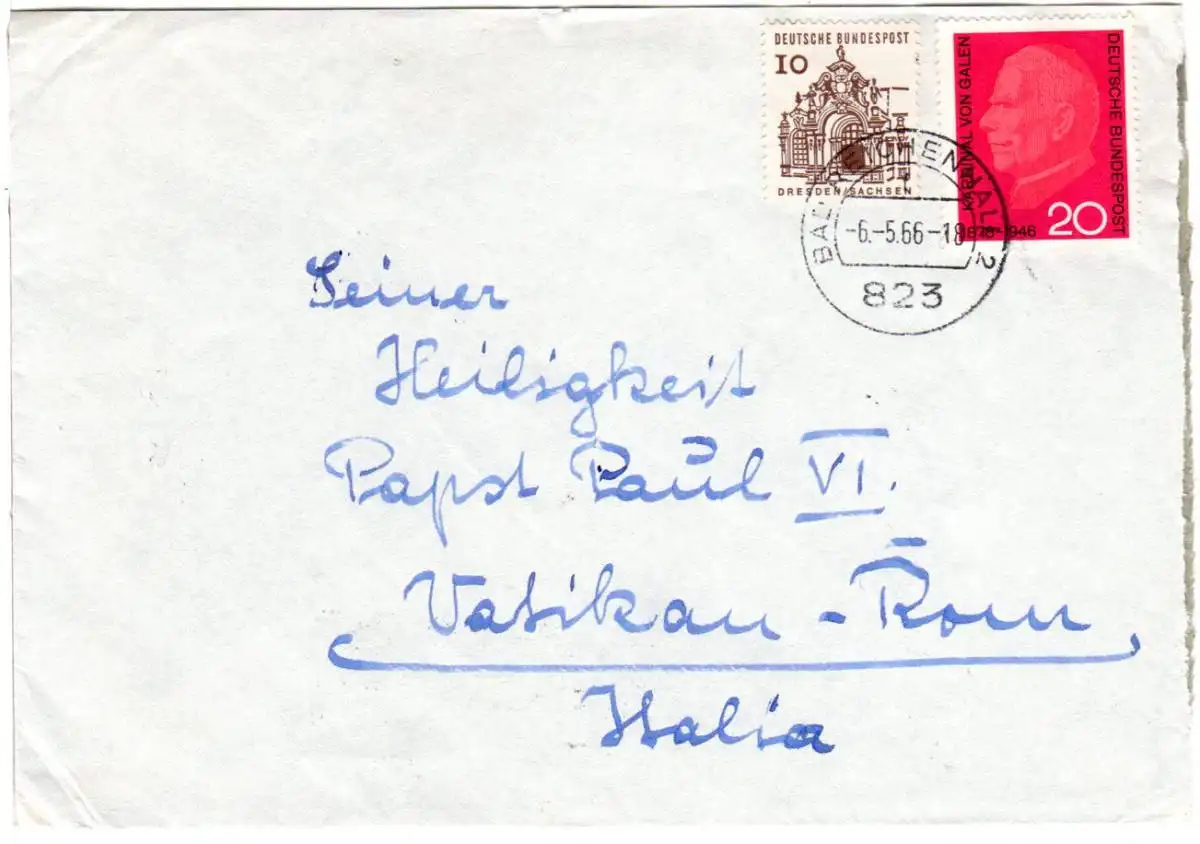 DEUTSCHE BUNDESPOST
10
DRESDEN/SACHSEN
KARDINAL VON GALEN
DEUTSCHE BUNDESPOST
1878-1946
20
-6.-5.66-18
823
Seiner
Heiligkeit
Papst Paul VI.
Vatikan - Rom
Italia